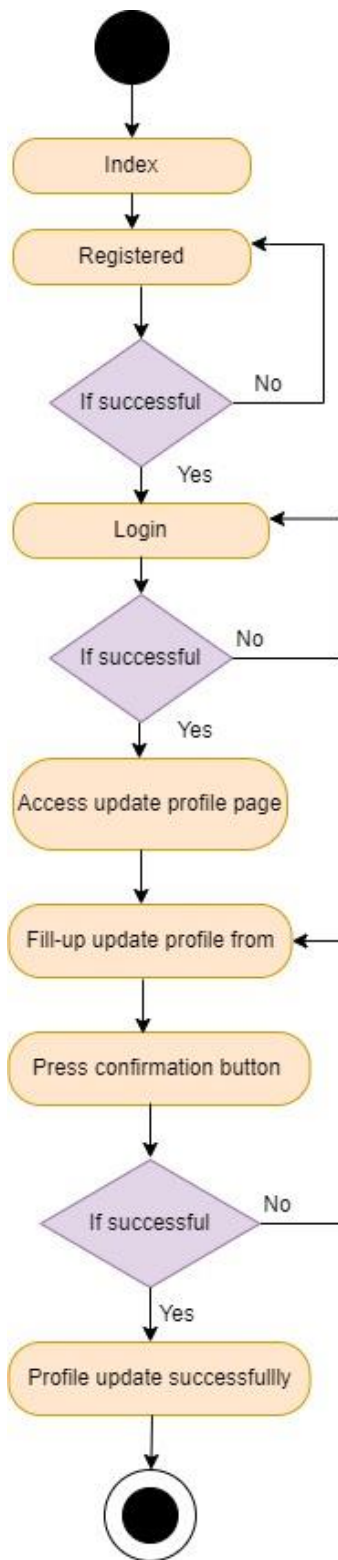 Index
Registered
If successful
No
Yes
Login
If successful
No
Yes
Access update profile page
Fill-up update profile from
Press confirmation button
If successful
No
Yes
Profile update successfullly